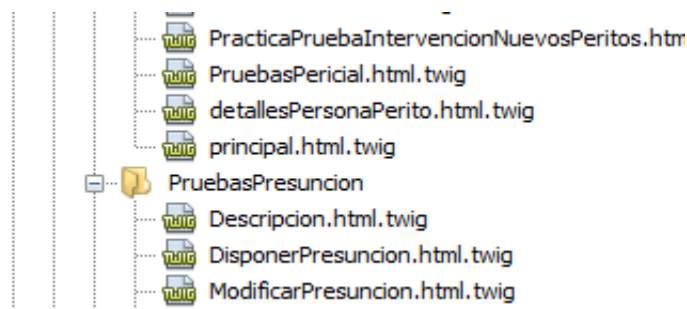 PracticaPruebaIntervencionNuevosPeritos.htm
PruebasPericial.html.twig
detallesPersonaPerito.html.twig
principal.html.twig
PruebasPresuncion
Descripcion.html.twig
DisponerPresuncion.html.twig
ModificarPresuncion.html.twig